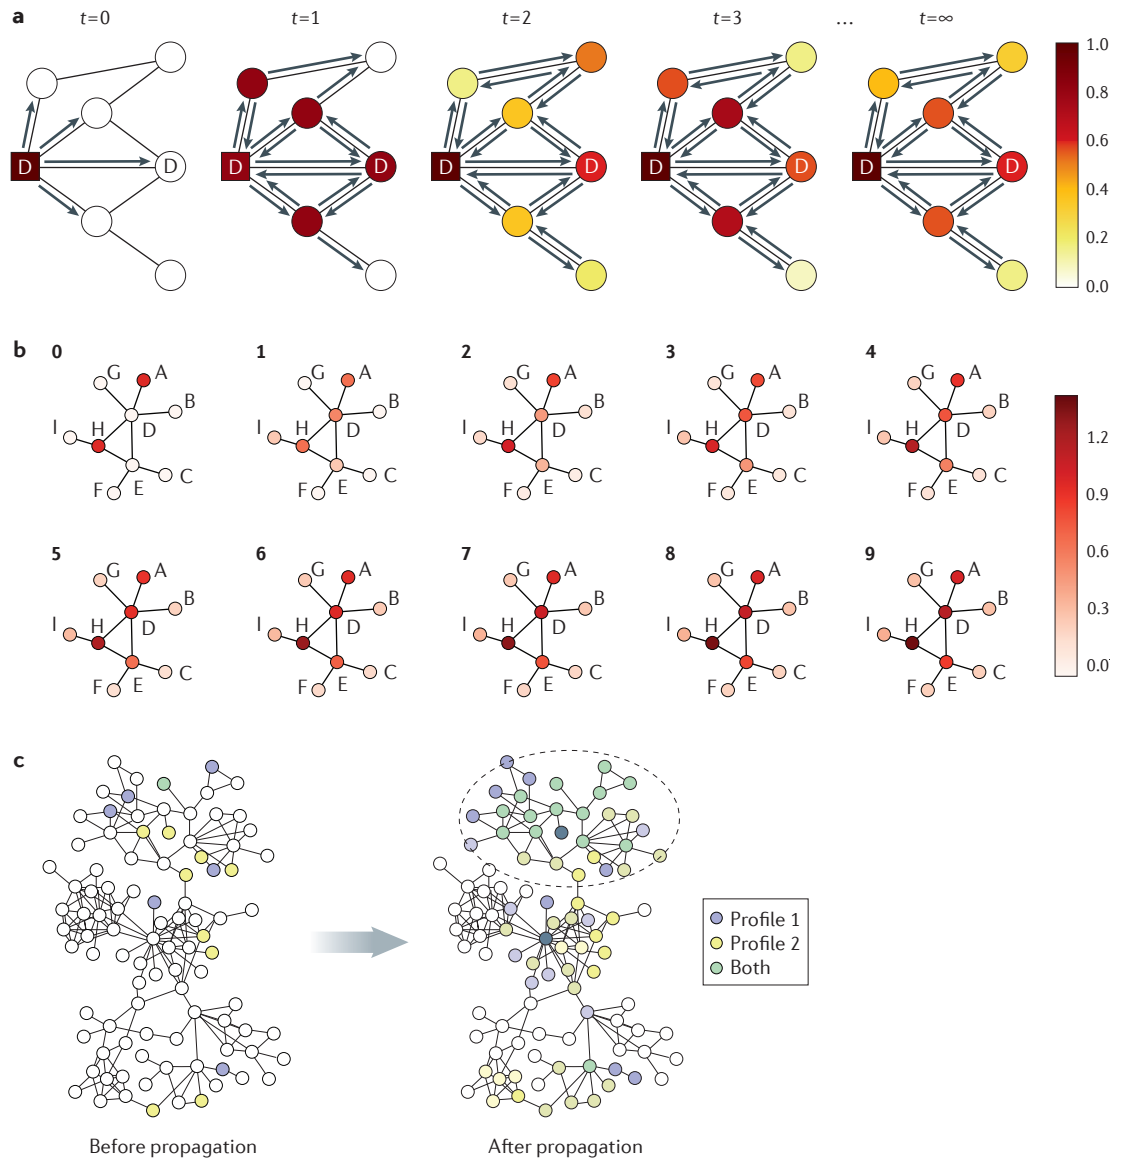 a t=0 t=1 t=2 t=3 ... t=∞
1.0
0.8
0.6
0.4
0.2
0.0
D D D D D D D D D D
b 0 1 2 3 4
G A G A G A G A G A
B B B B B
I H D I H D I H D I H D I H D
F E C F E C F E C F E C F E C
1.2
0.9
0.6
0.3
0.0
5 6 7 8 9
G A G A G A G A G A
B B B B B
I H D I H D I H D I H D I H D
F E C F E C F E C F E C F E C
c
Profile 1
Profile 2
Both
Before propagation After propagation